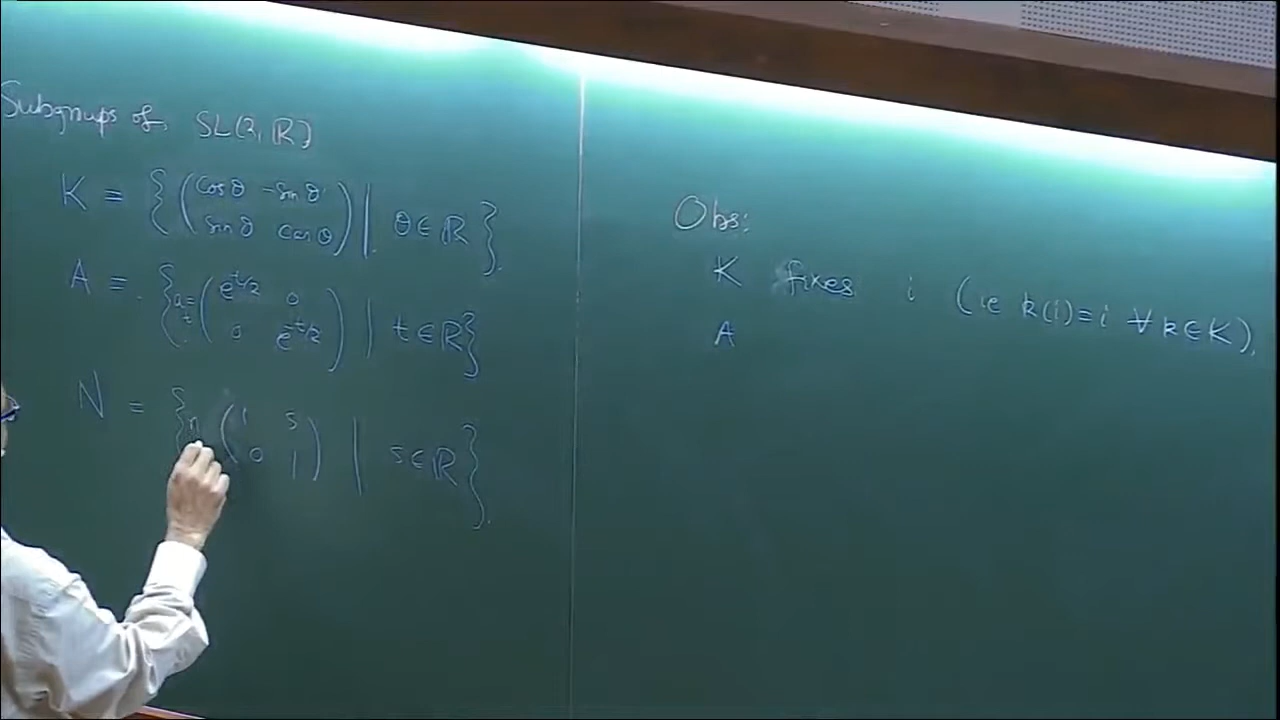 Subgroups of SL(2, ℝ)
K = { ( cos θ  -sin θ
sin θ  cos θ ) | θ ∈ ℝ }.
A = { a_t = ( e^{t/2}  0
0  e^{-t/2} ) | t ∈ ℝ }
N = { n ( 1  s
0  1 ) | s ∈ ℝ }.
Obs:
K fixes i (ie k(i)=i ∀ k ∈ K).
A